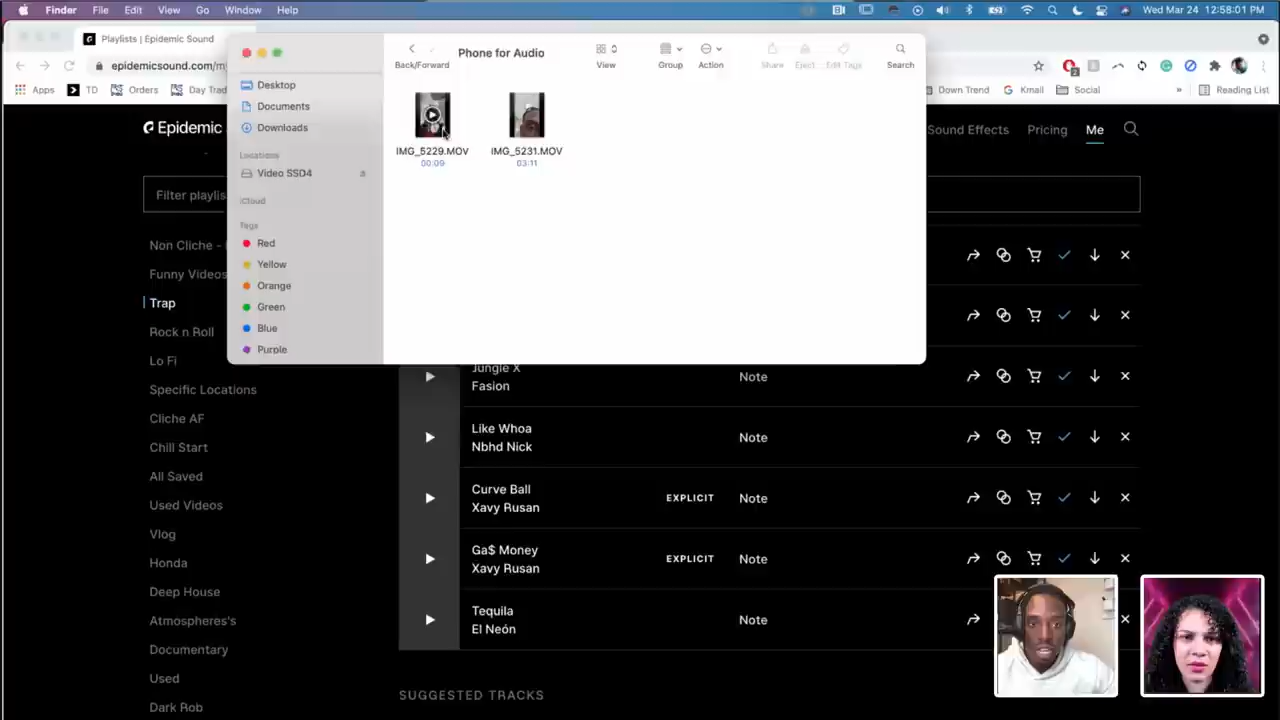 Finder File Edit View Go Window Help
Wed Mar 24 12:58:01 PM
Playlists | Epidemic Sound
epidemicsound.com/m
Apps TD Orders Day Trad
Down Trend Kmail Social » Reading List
Phone for Audio
Back/Forward View Group Action Share Eject Edit Tags Search
Desktop
Documents
Downloads
Locations
Video SSD4
iCloud
Tags
Red
Yellow
Orange
Green
Blue
Purple
IMG_5229.MOV
00:09
IMG_5231.MOV
03:11
Epidemic
Sound Effects Pricing Me
Filter playlis
Non Cliche -
Funny Videos
Trap
Rock n Roll
Lo Fi
Specific Locations
Cliche AF
Chill Start
All Saved
Used Videos
Vlog
Honda
Deep House
Atmospheres's
Documentary
Used
Dark Rob
Jungle X
Fasion
Note
Like Whoa
Nbhd Nick
Note
Curve Ball
Xavy Rusan
EXPLICIT
Note
Ga$ Money
Xavy Rusan
EXPLICIT
Note
Tequila
El Neón
Note
SUGGESTED TRACKS